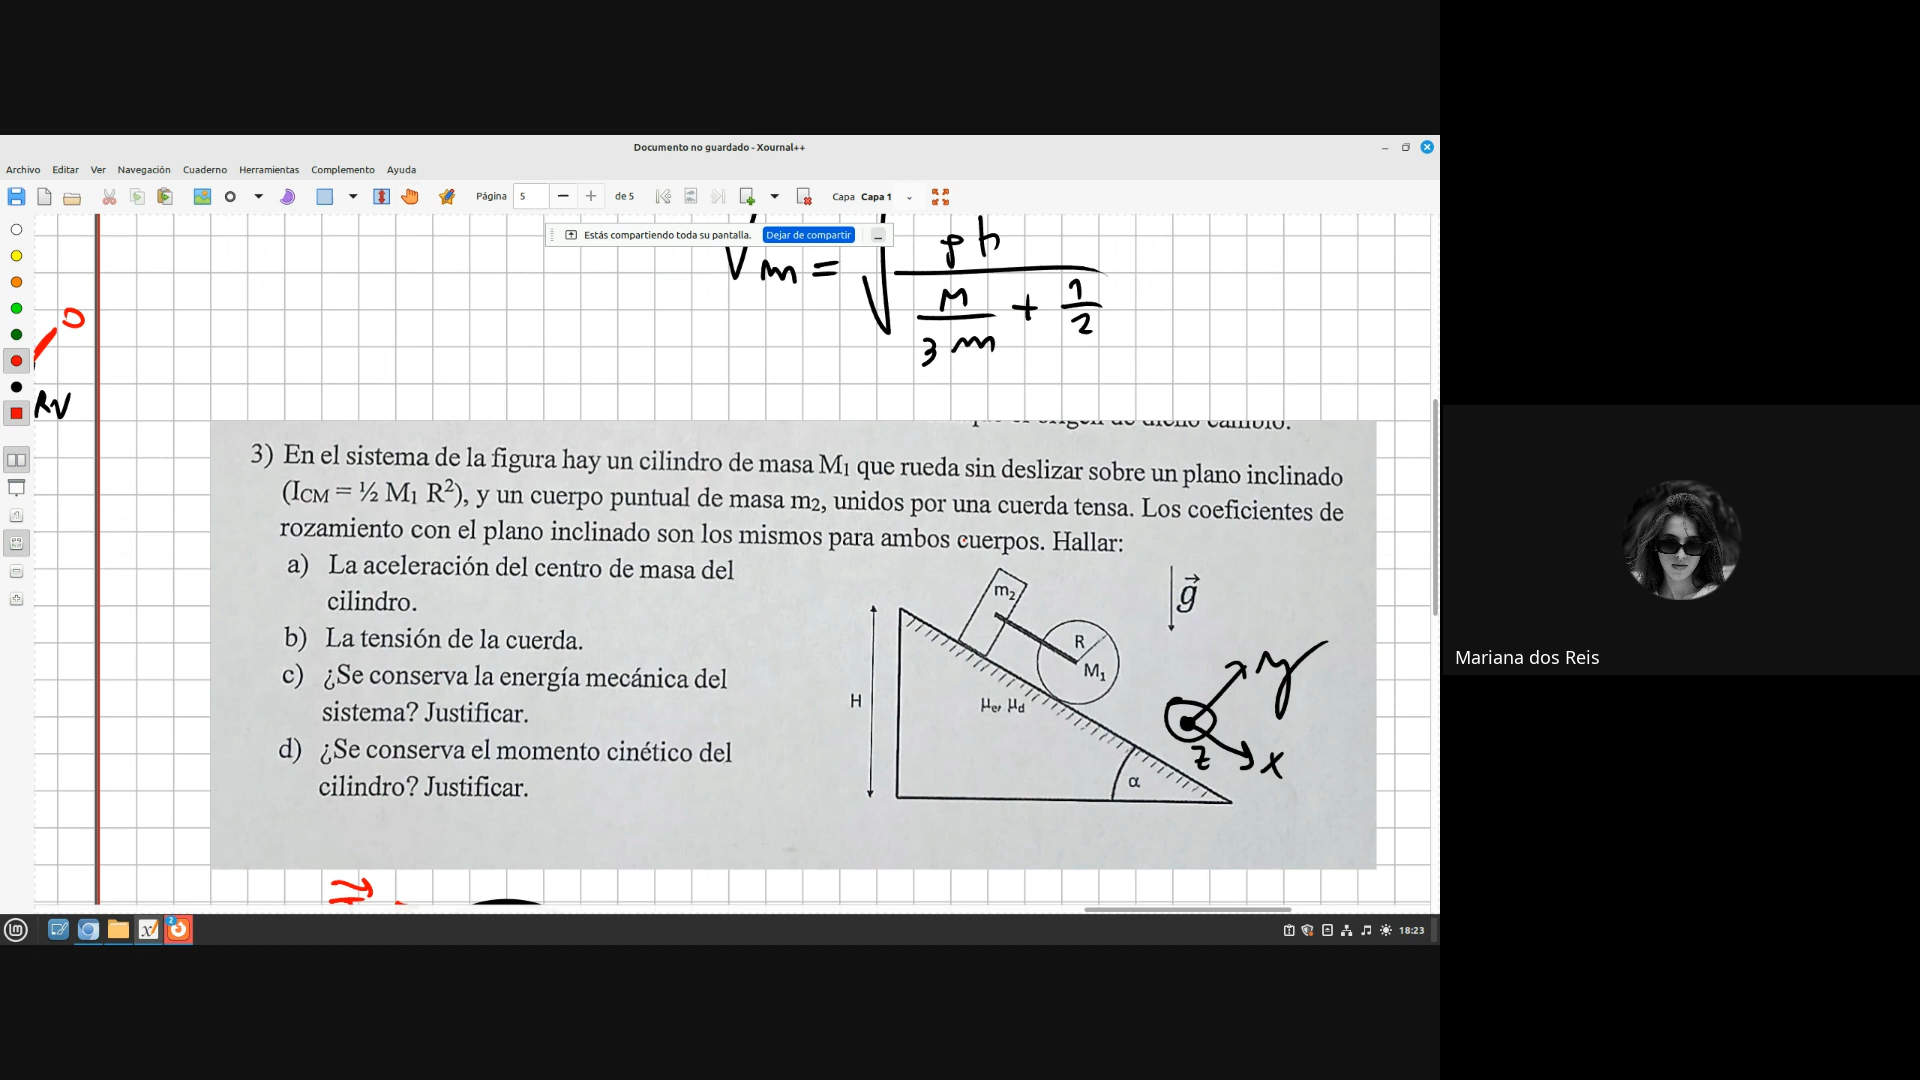 Documento no guardado - Xournal++
Archivo Editar Ver Navegación Cuaderno Herramientas Complemento Ayuda
Página 5 de 5 Capa Capa 1
Estás compartiendo toda su pantalla. Dejar de compartir
Vm =
M
3m
+
1
2
O
RV
3) En el sistema de la figura hay un cilindro de masa M1 que rueda sin deslizar sobre un plano inclinado
(ICM = ½ M1 R²), y un cuerpo puntual de masa m2, unidos por una cuerda tensa. Los coeficientes de
rozamiento con el plano inclinado son los mismos para ambos cuerpos. Hallar:
a) La aceleración del centro de masa del
cilindro.
b) La tensión de la cuerda.
c) ¿Se conserva la energía mecánica del
sistema? Justificar.
d) ¿Se conserva el momento cinético del
cilindro? Justificar.
m2
g
R
M1
H
μe, μd
α
y
z
x
Mariana dos Reis
18:23